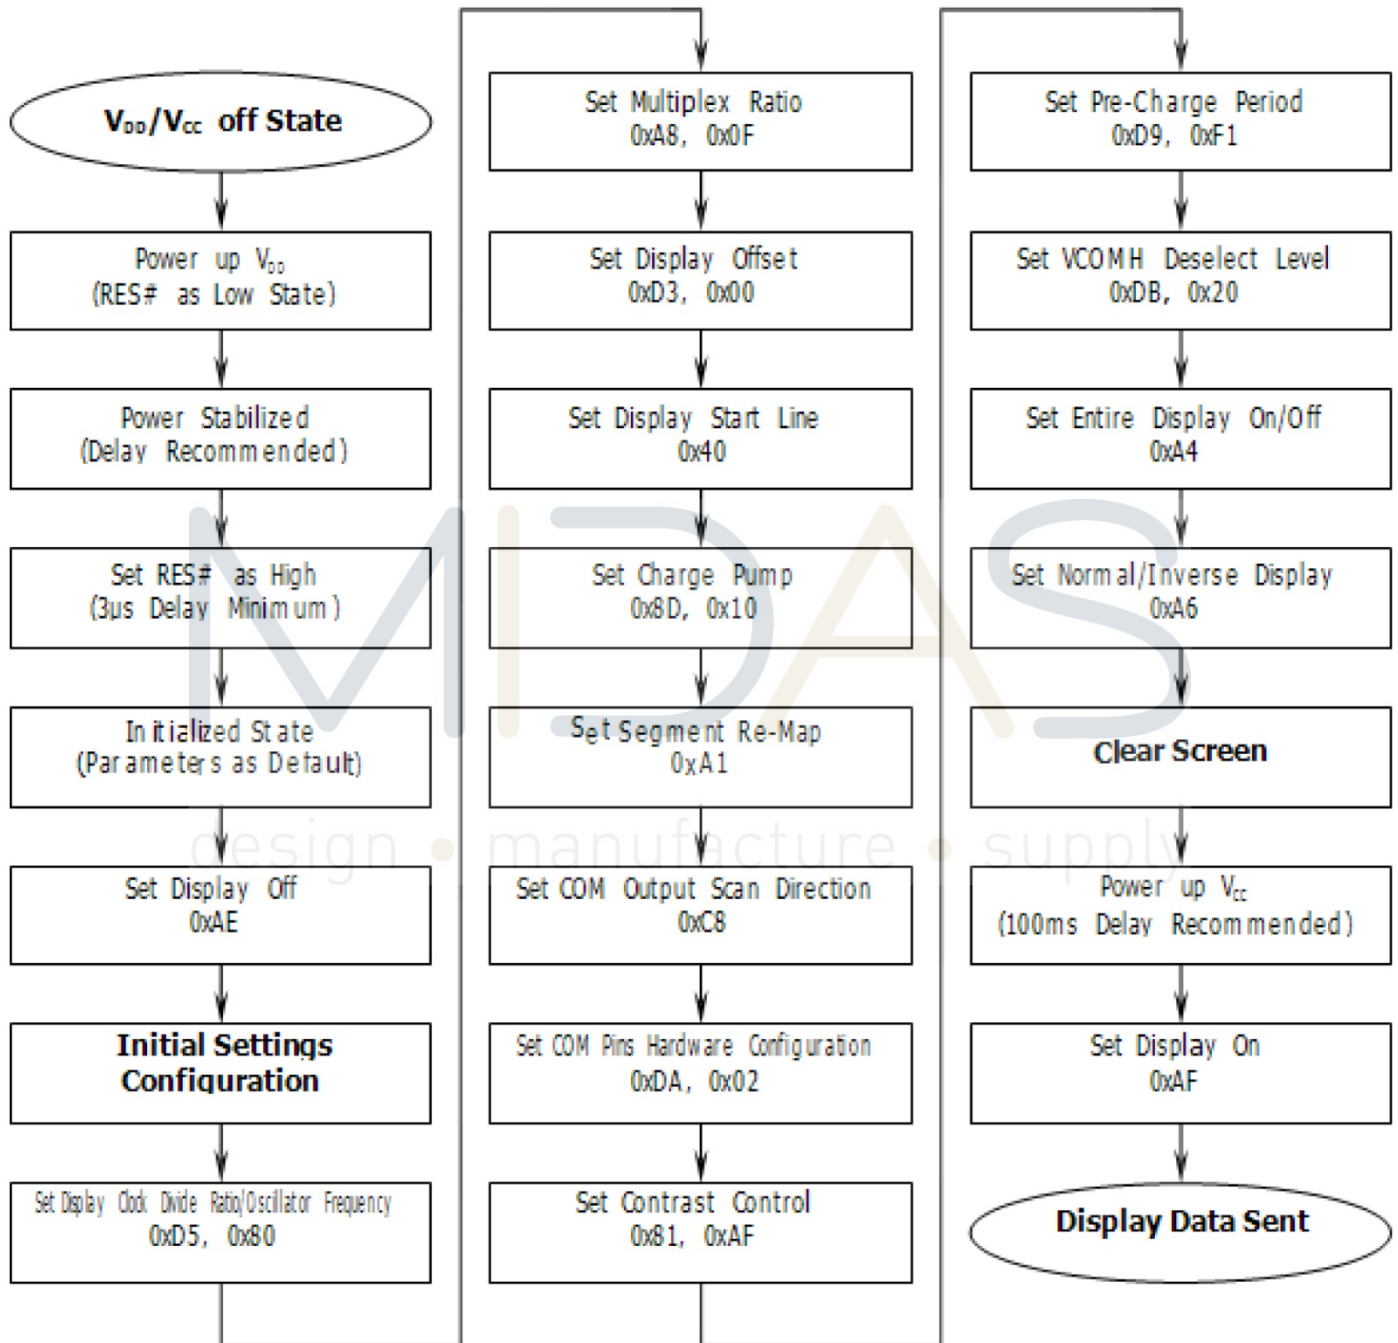 V_DD/V_CC off State
Power up V_DD
(RES# as Low State)
Power Stabilized
(Delay Recommended)
Set RES# as High
(3µs Delay Minimum)
Initialized State
(Parameters as Default)
Set Display Off
0xAE
Initial Settings
Configuration
Set Display Clock Divide Ratio/Oscillator Frequency
0xD5, 0x80
Set Multiplex Ratio
0xA8, 0x0F
Set Display Offset
0xD3, 0x00
Set Display Start Line
0x40
Set Charge Pump
0x8D, 0x10
Set Segment Re-Map
0xA1
Set COM Output Scan Direction
0xC8
Set COM Pins Hardware Configuration
0xDA, 0x02
Set Contrast Control
0x81, 0xAF
Set Pre-Charge Period
0xD9, 0xF1
Set VCOMH Deselect Level
0xDB, 0x20
Set Entire Display On/Off
0xA4
Set Normal/Inverse Display
0xA6
Clear Screen
Power up V_CC
(100ms Delay Recommended)
Set Display On
0xAF
Display Data Sent
MIDAS
design • manufacture • supply